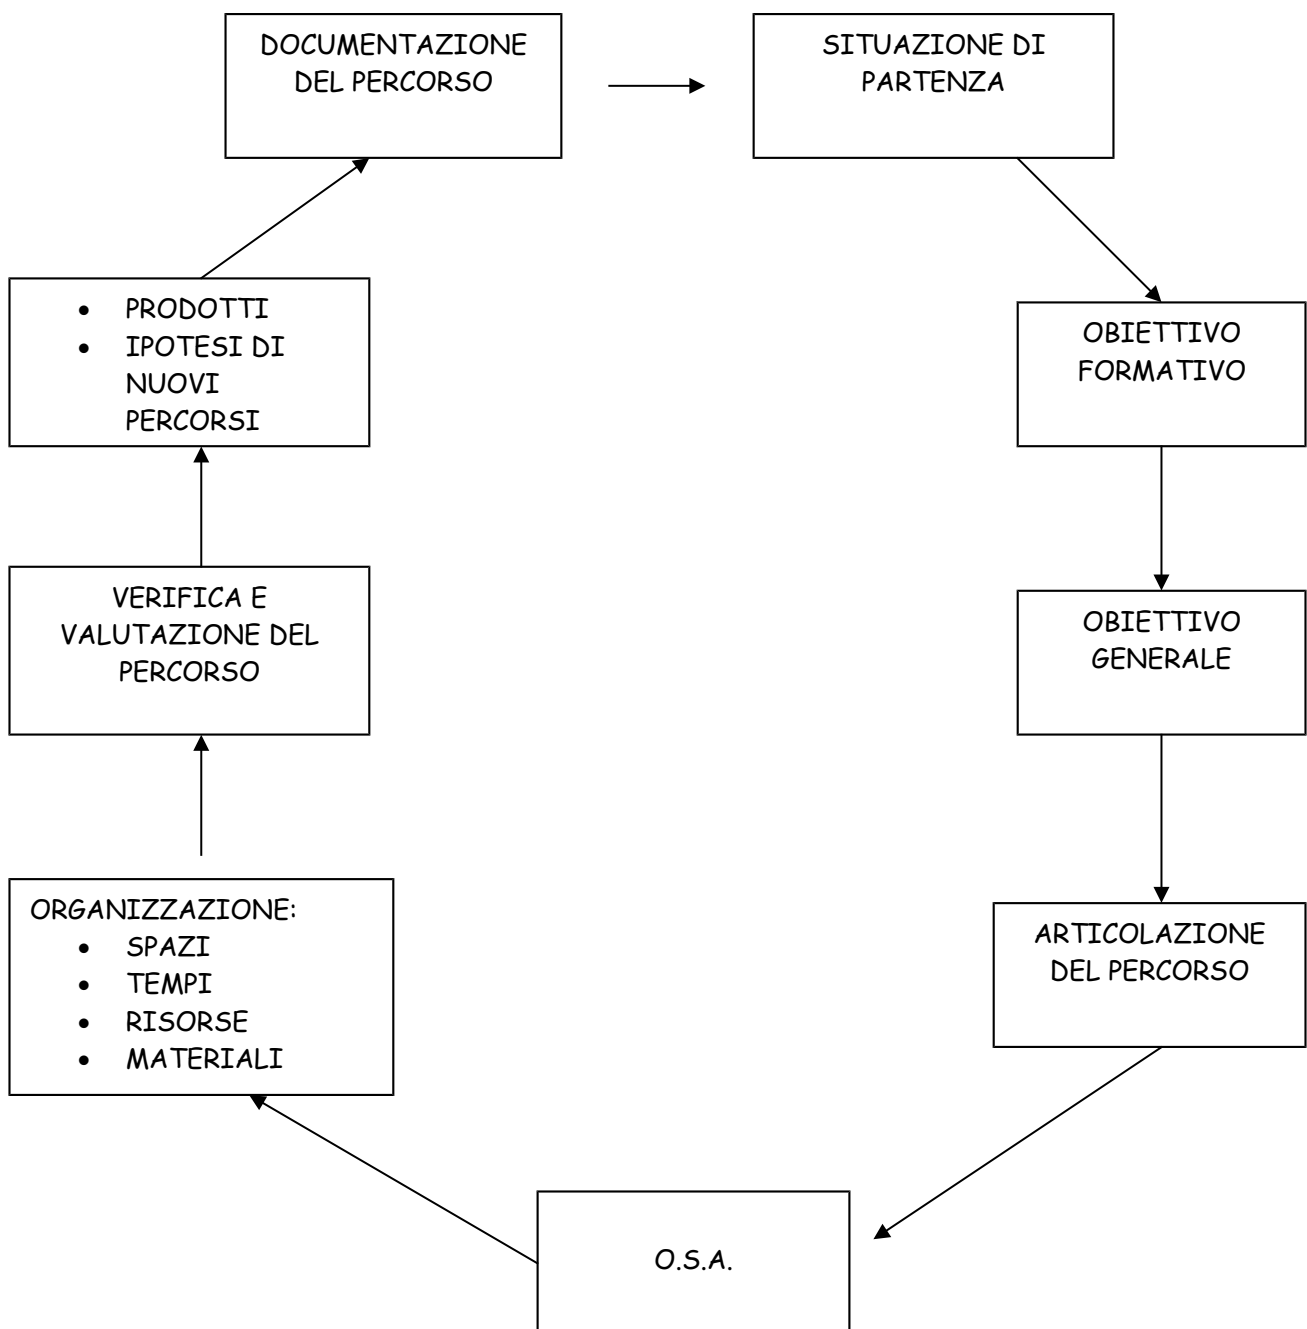 DOCUMENTAZIONE
DEL PERCORSO
SITUAZIONE DI
PARTENZA
• PRODOTTI
• IPOTESI DI
NUOVI
PERCORSI
OBIETTIVO
FORMATIVO
VERIFICA E
VALUTAZIONE DEL
PERCORSO
OBIETTIVO
GENERALE
ORGANIZZAZIONE:
• SPAZI
• TEMPI
• RISORSE
• MATERIALI
ARTICOLAZIONE
DEL PERCORSO
O.S.A.